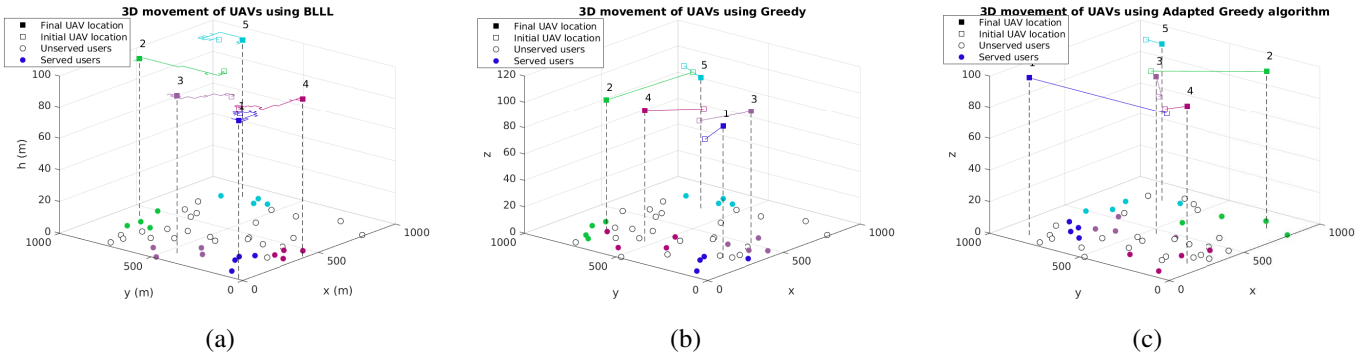 3D movement of UAVs using BLLL
Final UAV location
Initial UAV location
Unserved users
Served users
5
2
3
4
1
100
80
60
40
20
0
h (m)
1000
500
0
y (m)
0
500
1000
x (m)
(a)
3D movement of UAVs using Greedy
Final UAV location
Initial UAV location
Unserved users
Served users
5
2
4
3
1
120
100
80
60
40
20
0
z
1000
500
0
y
0
500
1000
x
(b)
3D movement of UAVs using Adapted Greedy algorithm
Final UAV location
Initial UAV location
Unserved users
Served users
5
2
3
1
4
100
80
60
40
20
0
z
1000
500
0
y
0
500
1000
x
(c)